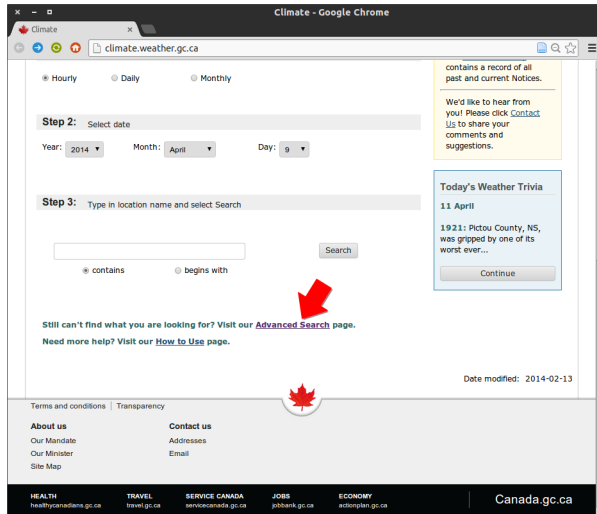 Climate - Google Chrome
Climate
climate.weather.gc.ca
Hourly Daily Monthly
Step 2: Select date
Year: 2014 Month: April Day: 9
Step 3: Type in location name and select Search
Search
contains begins with
Still can't find what you are looking for? Visit our Advanced Search page.
Need more help? Visit our How to Use page.
contains a record of all
past and current Notices.
We'd like to hear from
you! Please click Contact
Us to share your
comments and
suggestions.
Today's Weather Trivia
11 April
1921: Pictou County, NS,
was gripped by one of its
worst ever...
Continue
Date modified: 2014-02-13
Terms and conditions | Transparency
About us
Our Mandate
Our Minister
Site Map
Contact us
Addresses
Email
HEALTH
healthycanadians.gc.ca
TRAVEL
travel.gc.ca
SERVICE CANADA
servicecanada.gc.ca
JOBS
jobbank.gc.ca
ECONOMY
actionplan.gc.ca
Canada.gc.ca